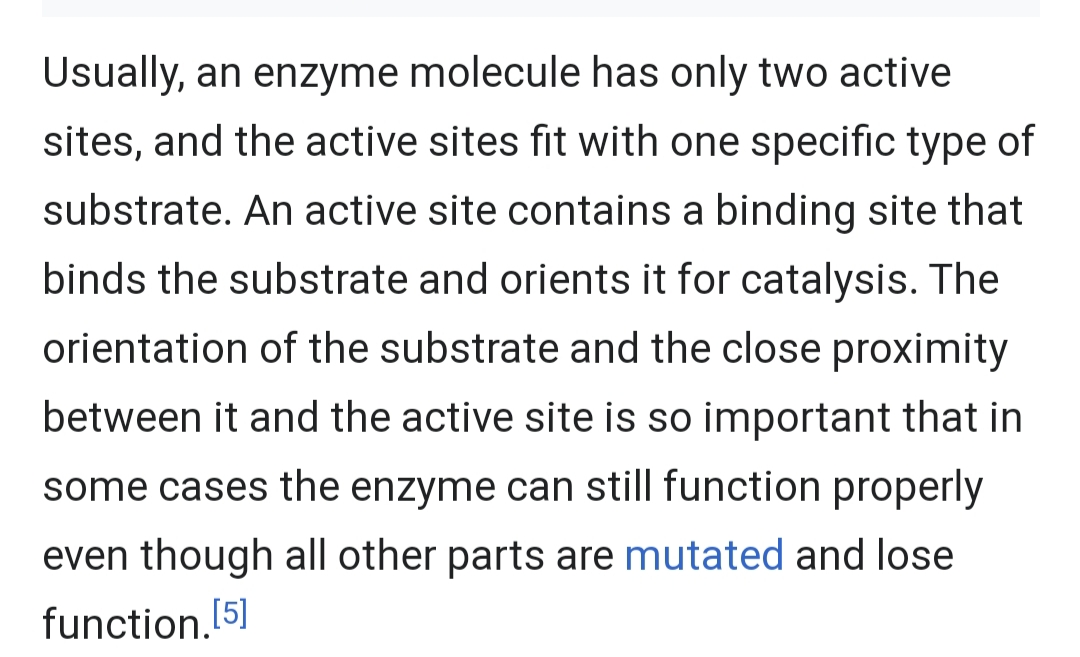 Usually, an enzyme molecule has only two active
sites, and the active sites fit with one specific type of
substrate. An active site contains a binding site that
binds the substrate and orients it for catalysis. The
orientation of the substrate and the close proximity
between it and the active site is so important that in
some cases the enzyme can still function properly
even though all other parts are mutated and lose
function.[5]